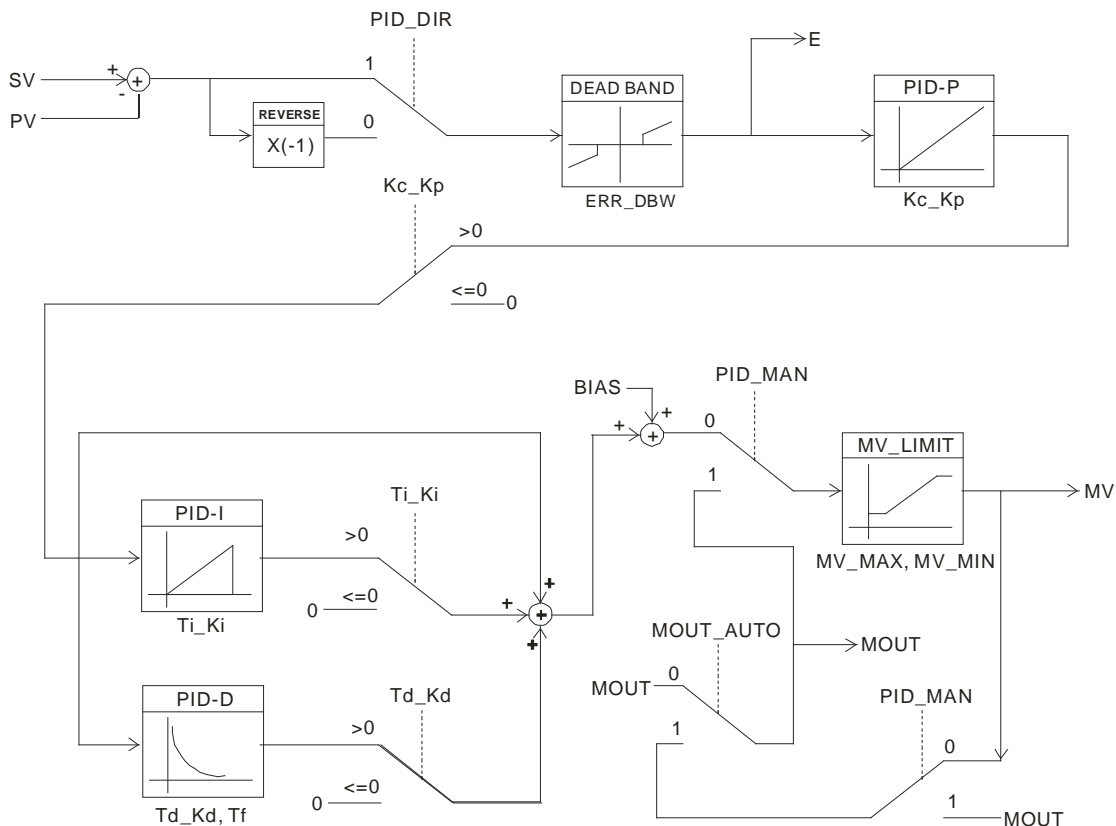 PID_DIR
E
SV
+
+
-
PV
1
REVERSE
X(-1)
0
DEAD BAND
ERR_DBW
PID-P
Kc_Kp
Kc_Kp
>0
<=0
0
BIAS
+
+
+
PID_MAN
0
1
MV_LIMIT
MV
MV_MAX, MV_MIN
PID-I
Ti_Ki
Ti_Ki
>0
0
<=0
+
+
+
+
MOUT_AUTO
MOUT
0
1
MOUT
PID-D
Td_Kd, Tf
Td_Kd
>0
0
<=0
PID_MAN
0
1
MOUT